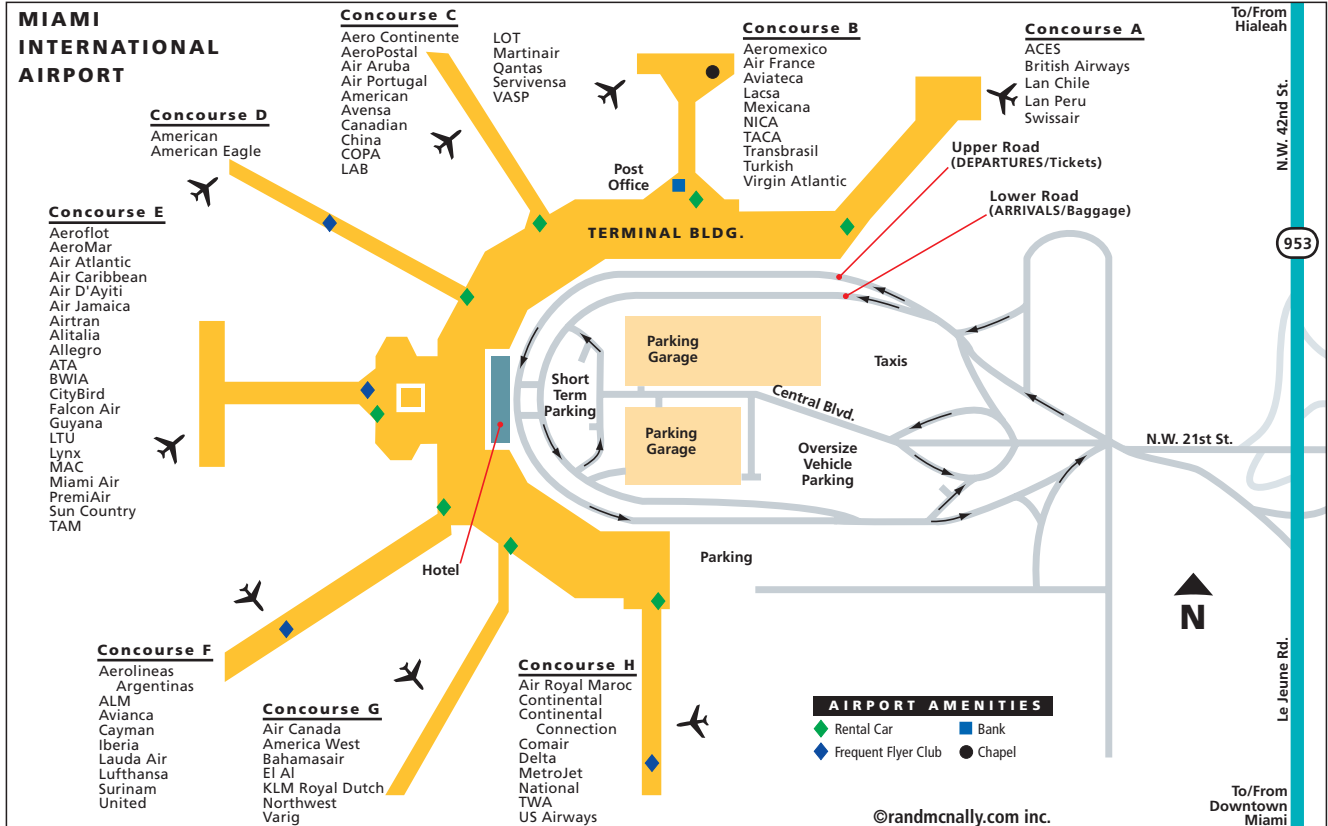 MIAMI
INTERNATIONAL
AIRPORT
Concourse C
Aero Continente
AeroPostal
Air Aruba
Air Portugal
American
Avensa
Canadian
China
COPA
LAB
LOT
Martinair
Qantas
Servivensa
VASP
Concourse B
Aeromexico
Air France
Aviateca
Lacsa
Mexicana
NICA
TACA
Transbrasil
Turkish
Virgin Atlantic
Concourse A
ACES
British Airways
Lan Chile
Lan Peru
Swissair
To/From
Hialeah
N.W. 42nd St.
Concourse D
American
American Eagle
Post
Office
Upper Road
(DEPARTURES/Tickets)
Lower Road
(ARRIVALS/Baggage)
TERMINAL BLDG.
953
Concourse E
Aeroflot
AeroMar
Air Atlantic
Air Caribbean
Air D'Ayiti
Air Jamaica
Airtran
Alitalia
Allegro
ATA
BWIA
CityBird
Falcon Air
Guyana
LTU
Lynx
MAC
Miami Air
PremiAir
Sun Country
TAM
Parking
Garage
Taxis
Short
Term
Parking
Central Blvd.
Parking
Garage
Oversize
Vehicle
Parking
N.W. 21st St.
Hotel
Parking
N
Le Jeune Rd.
Concourse F
Aerolineas
Argentinas
ALM
Avianca
Cayman
Iberia
Lauda Air
Lufthansa
Surinam
United
Concourse G
Air Canada
America West
Bahamasair
El Al
KLM Royal Dutch
Northwest
Varig
Concourse H
Air Royal Maroc
Continental
Continental
Connection
Comair
Delta
MetroJet
National
TWA
US Airways
AIRPORT AMENITIES
Rental Car
Bank
Frequent Flyer Club
Chapel
©randmcnally.com inc.
To/From
Downtown
Miami